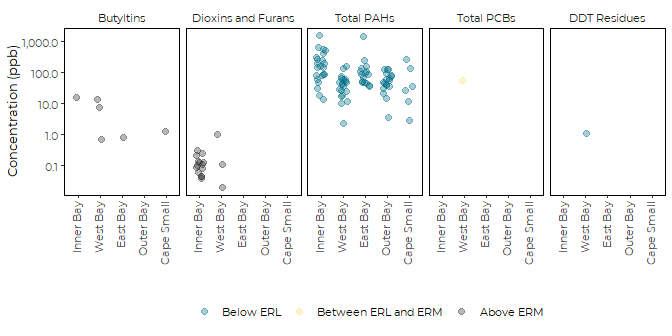 Butyltins Dioxins and Furans Total PAHs Total PCBs DDT Residues
Concentration (ppb)
1,000.0
100.0
10.0
1.0
0.1
Inner Bay West Bay East Bay Outer Bay Cape Small Inner Bay West Bay East Bay Outer Bay Cape Small Inner Bay West Bay East Bay Outer Bay Cape Small Inner Bay West Bay East Bay Outer Bay Cape Small Inner Bay West Bay East Bay Outer Bay Cape Small
Below ERL Between ERL and ERM Above ERM